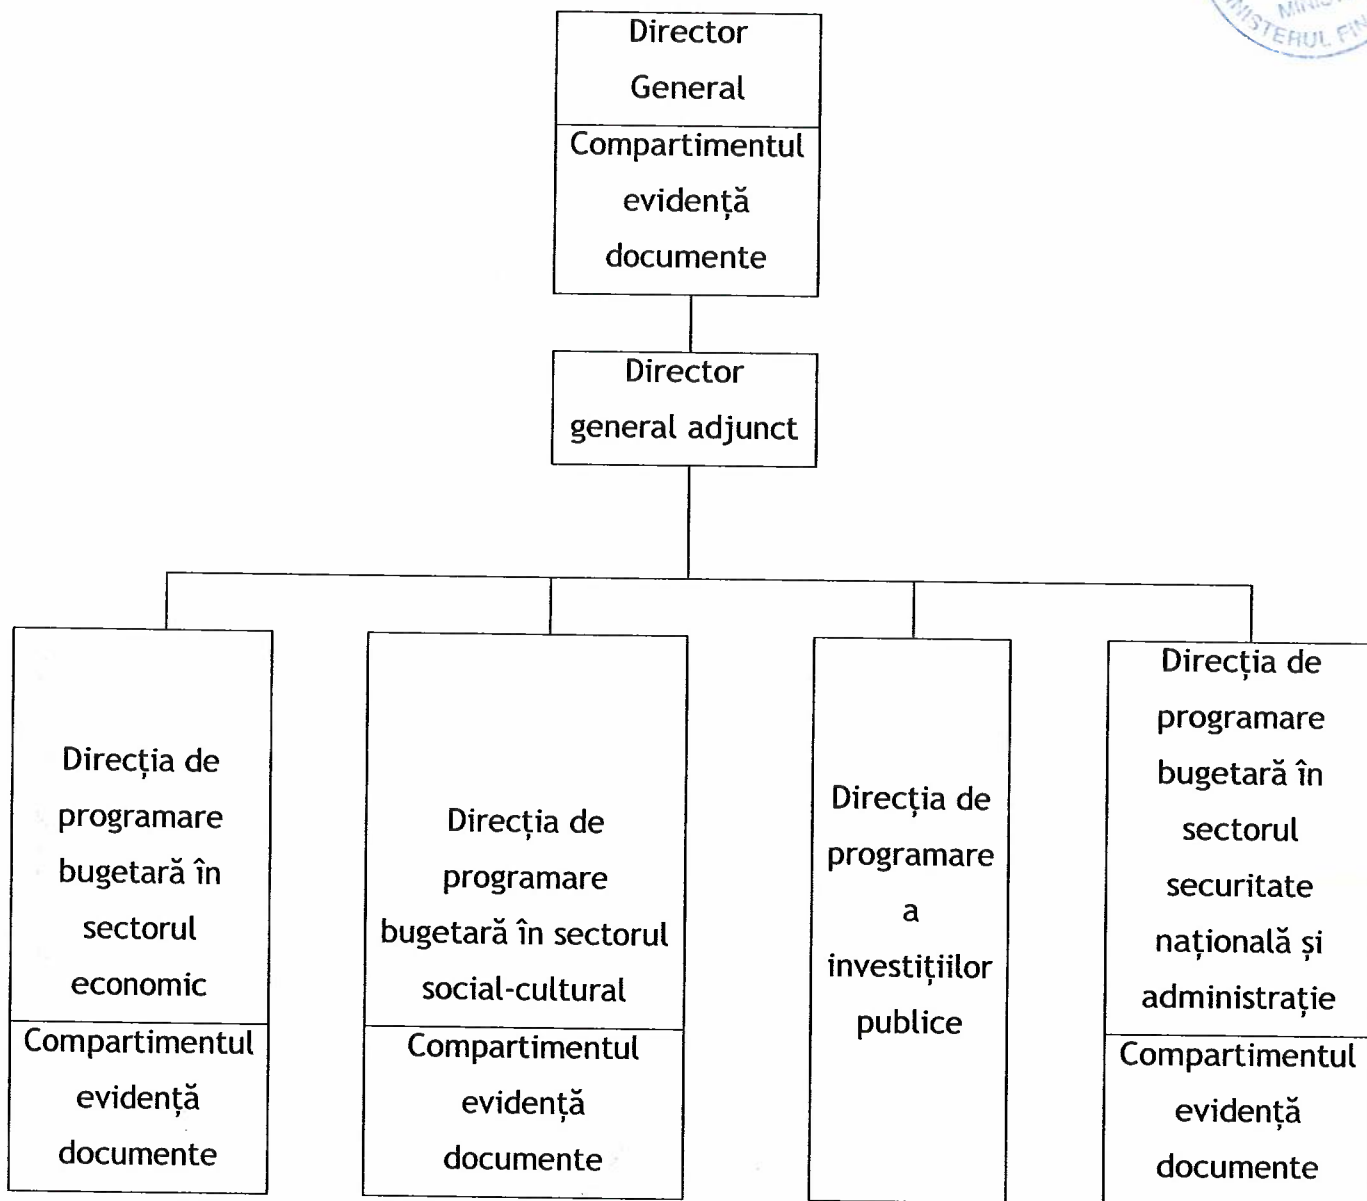 MINISTERUL
Director
General
Compartimentul
evidență
documente
Director
general adjunct
Direcția de
programare
bugetară în
sectorul
economic
Compartimentul
evidență
documente
Direcția de
programare
bugetară în sectorul
social-cultural
Compartimentul
evidență
documente
Direcția de
programare
a
investițiilor
publice
Direcția de
programare
bugetară în
sectorul
securitate
națională și
administrație
Compartimentul
evidență
documente